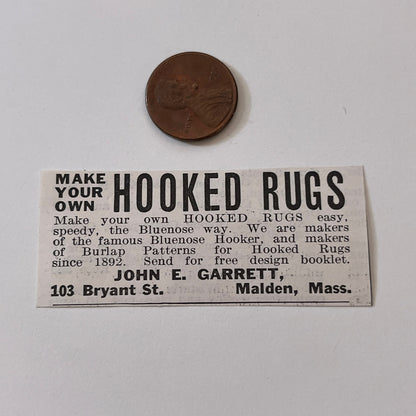 MAKE YOUR OWN HOOKED RUGS
Make your own HOOKED RUGS easy,
speedy, the Bluenose way. We are makers
of the famous Bluenose Hooker, and makers
of Burlap Patterns for Hooked Rugs
since 1892. Send for free design booklet.
JOHN E. GARRETT,
103 Bryant St. Malden, Mass.